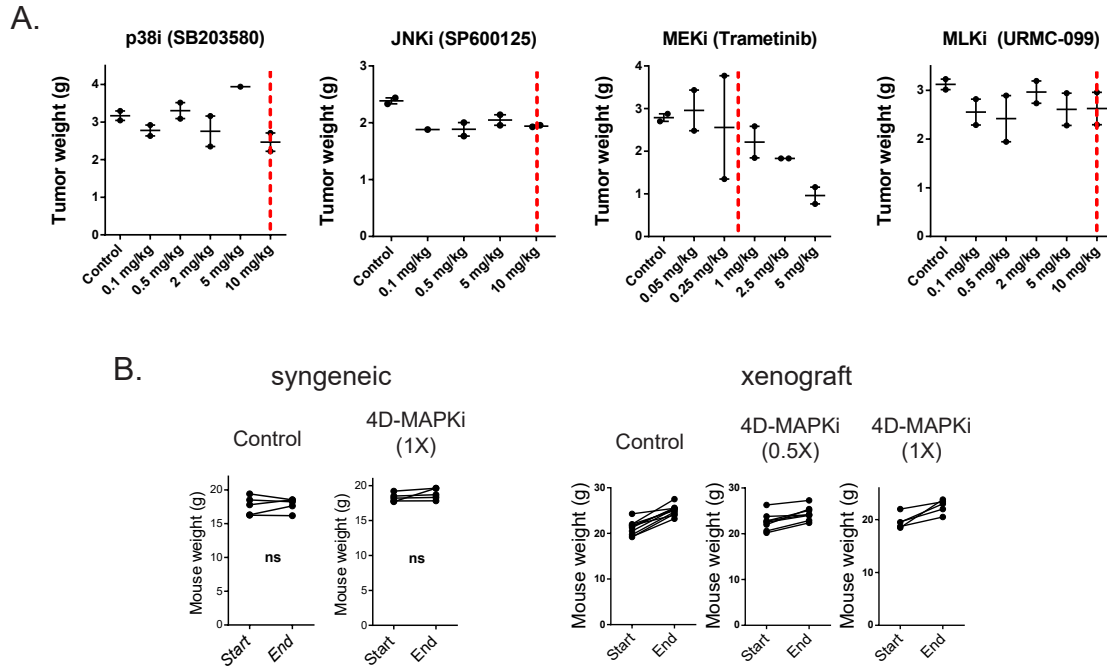 A.
p38i (SB203580)
Tumor weight (g)
4
3
2
1
0
Control
0.1 mg/kg
0.5 mg/kg
2 mg/kg
5 mg/kg
10 mg/kg
JNKi (SP600125)
Tumor weight (g)
3
2
1
0
Control
0.1 mg/kg
0.5 mg/kg
5 mg/kg
10 mg/kg
MEKi (Trametinib)
Tumor weight (g)
4
3
2
1
0
Control
0.05 mg/kg
0.25 mg/kg
1 mg/kg
2.5 mg/kg
5 mg/kg
MLKi (URMC-099)
Tumor weight (g)
3
2
1
0
Control
0.1 mg/kg
0.5 mg/kg
2 mg/kg
5 mg/kg
10 mg/kg
B.
syngeneic
Control
Mouse weight (g)
20
15
10
5
0
ns
Start
End
4D-MAPKi
(1X)
Mouse weight (g)
20
15
10
5
0
ns
Start
End
xenograft
Control
Mouse weight (g)
30
20
10
0
Start
End
4D-MAPKi
(0.5X)
Mouse weight (g)
30
20
10
0
Start
End
4D-MAPKi
(1X)
Mouse weight (g)
20
10
0
Start
End